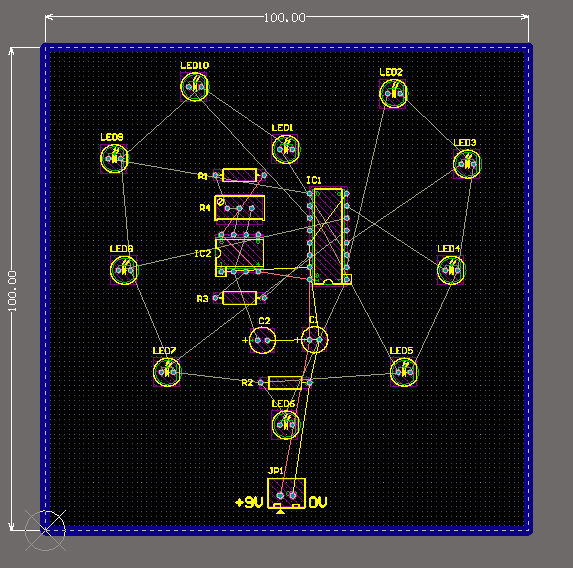 100.00
LED10
LED2
LED1
LED9
LED3
R1
IC1
R4
IC2
LED8
LED4
100.00
R3
C2
C1
LED7
LED5
R2
LED6
JP1
+9V
0V